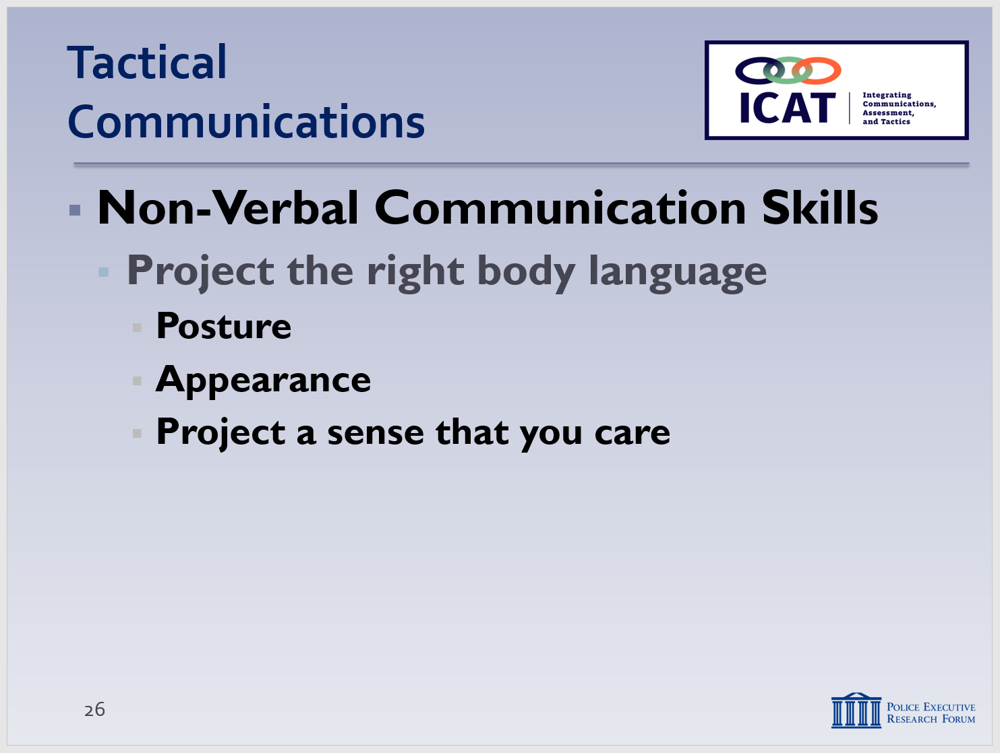 Tactical
Communications
ICAT
Integrating
Communications,
Assessment,
and Tactics
Non-Verbal Communication Skills
Project the right body language
Posture
Appearance
Project a sense that you care
26
Police Executive
Research Forum